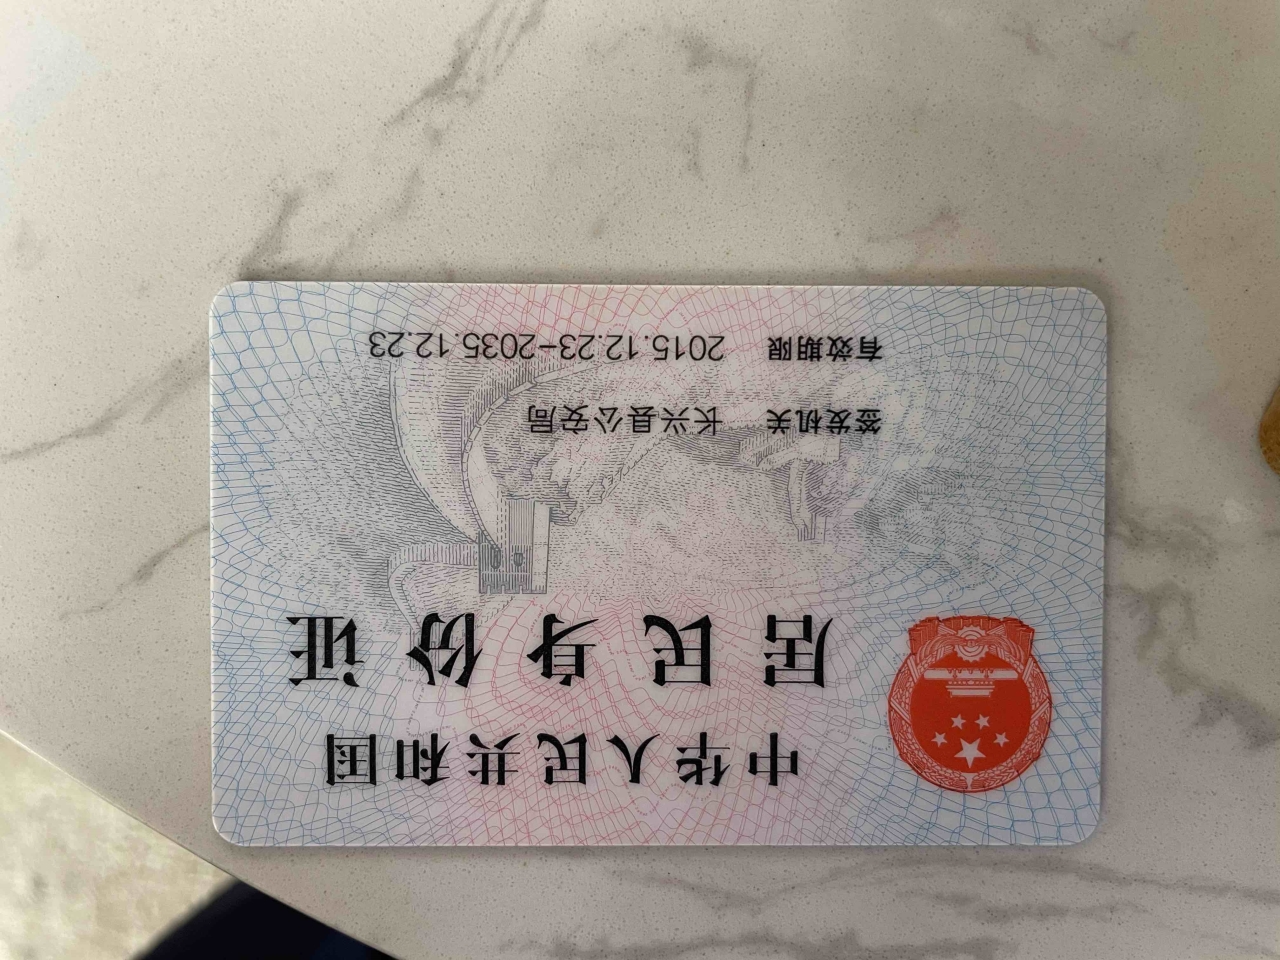 中华人民共和国
居民身份证
签发机关 长兴县公安局
有效期限 2015.12.23-2035.12.23